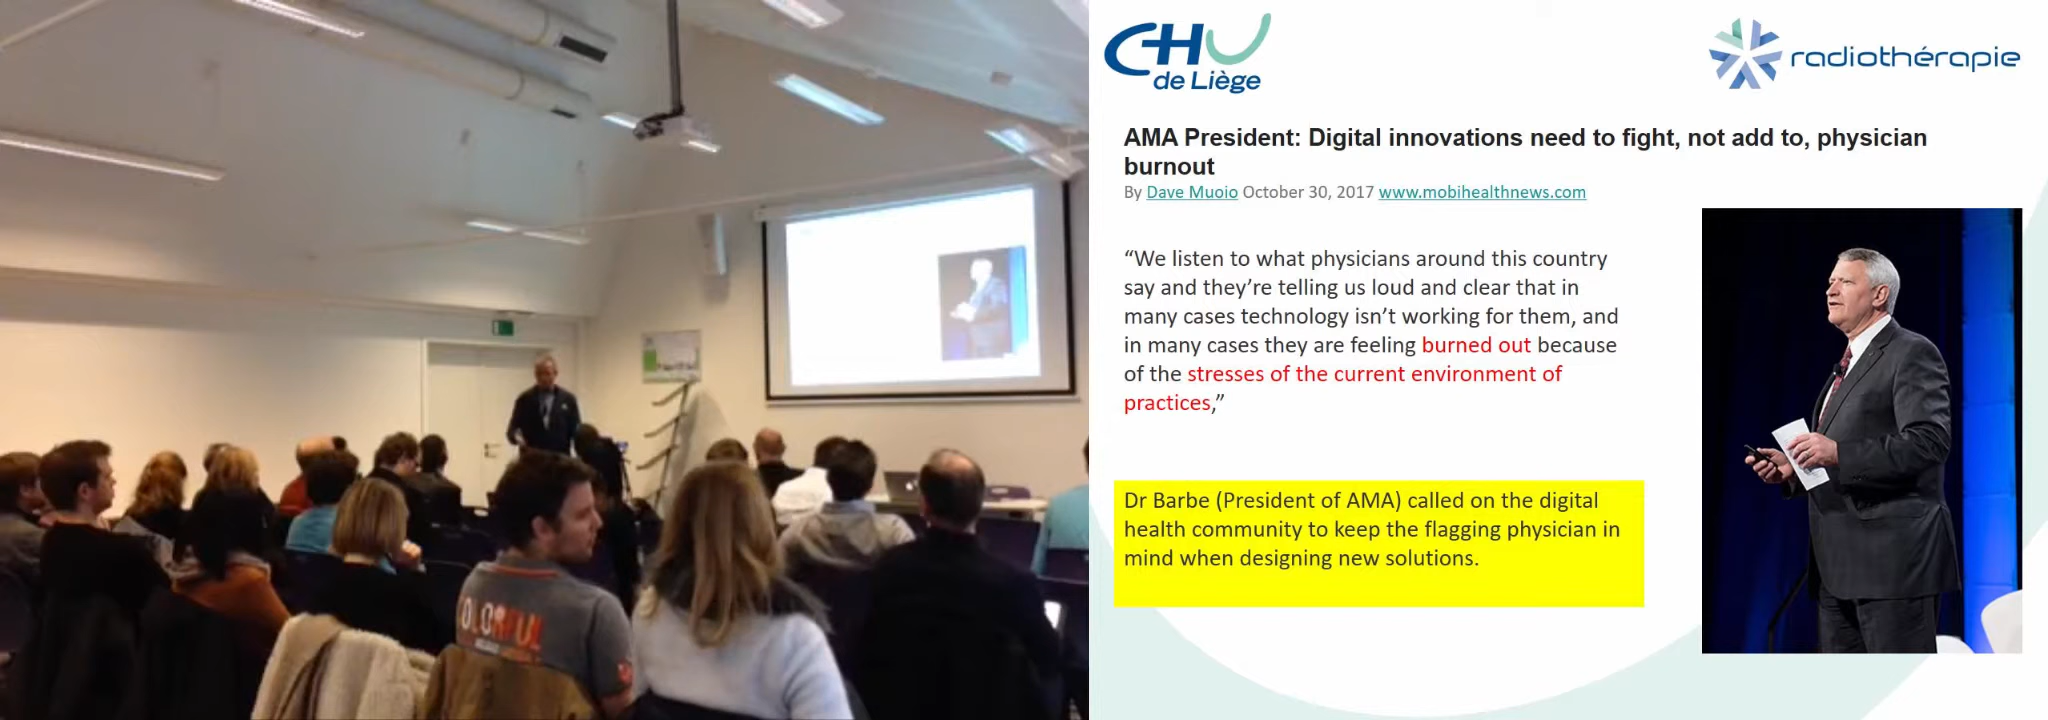 COLORFUL
CHU
de Liège
radiothérapie
AMA President: Digital innovations need to fight, not add to, physician
burnout
By Dave Muoio October 30, 2017 www.mobihealthnews.com
“We listen to what physicians around this country
say and they’re telling us loud and clear that in
many cases technology isn’t working for them, and
in many cases they are feeling burned out because
of the stresses of the current environment of
practices,”
Dr Barbe (President of AMA) called on the digital
health community to keep the flagging physician in
mind when designing new solutions.